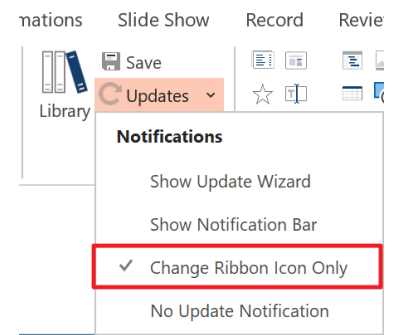 mations Slide Show Record Revie
Save
Updates
Library
Notifications
Show Update Wizard
Show Notification Bar
Change Ribbon Icon Only
No Update Notification